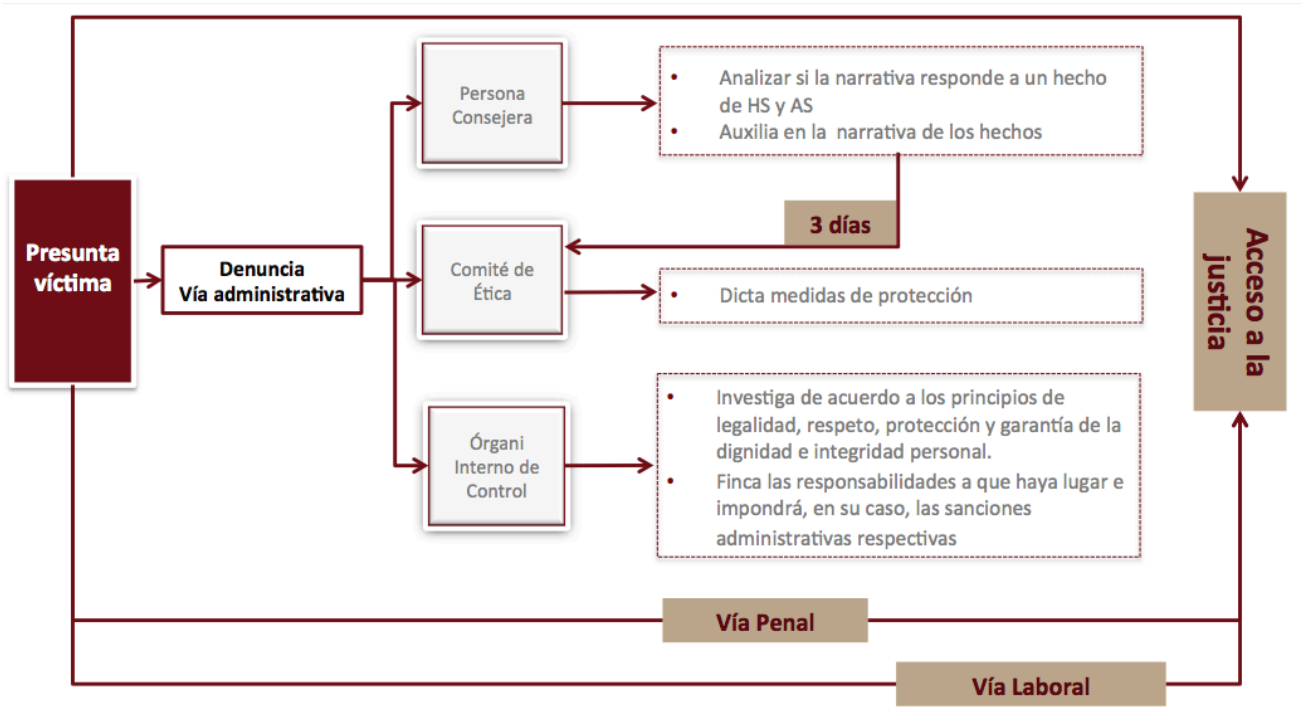 Presunta
víctima
Denuncia
Vía administrativa
Persona
Consejera
• Analizar si la narrativa responde a un hecho
de HS y AS
• Auxilia en la narrativa de los hechos
3 días
Comité de
Ética
• Dicta medidas de protección
Órgani
Interno de
Control
• Investiga de acuerdo a los principios de
legalidad, respeto, protección y garantía de la
dignidad e integridad personal.
• Finca las responsabilidades a que haya lugar e
impondrá, en su caso, las sanciones
administrativas respectivas
Acceso a la
justicia
Vía Penal
Vía Laboral